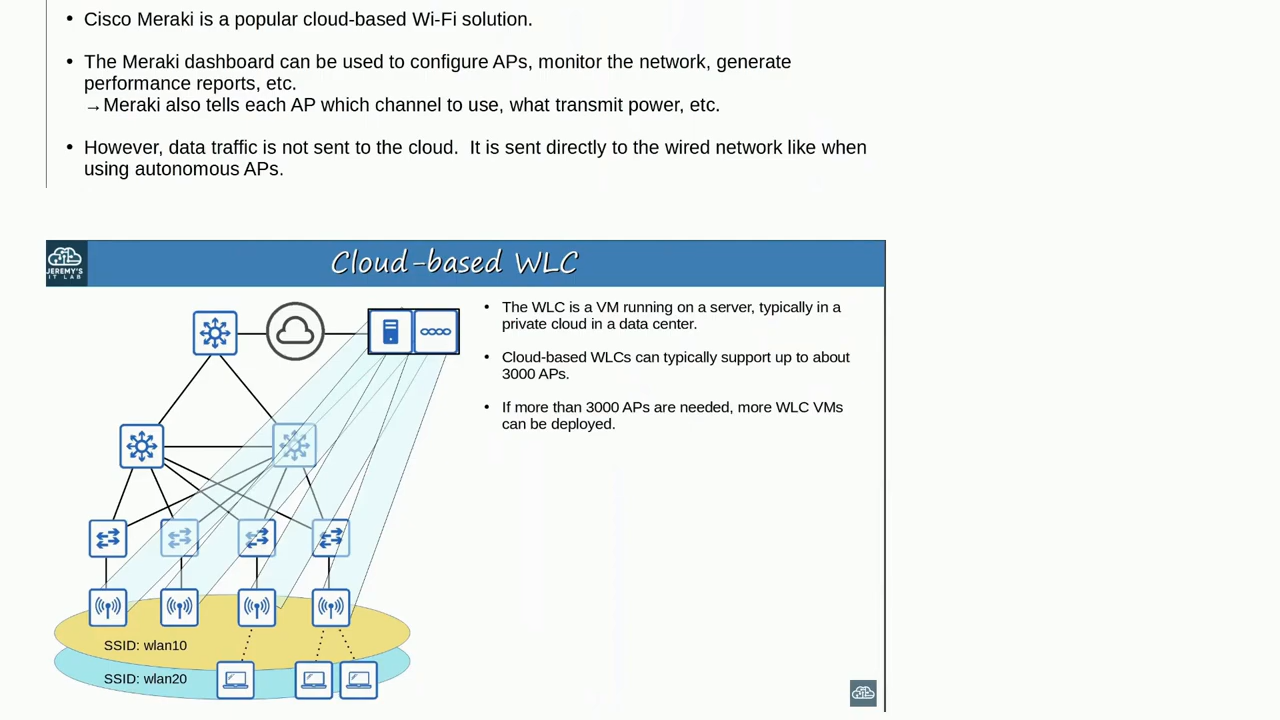 • Cisco Meraki is a popular cloud-based Wi-Fi solution.
• The Meraki dashboard can be used to configure APs, monitor the network, generate
performance reports, etc.
→Meraki also tells each AP which channel to use, what transmit power, etc.
• However, data traffic is not sent to the cloud.  It is sent directly to the wired network like when
using autonomous APs.
JEREMY'S
IT LAB
Cloud-based WLC
• The WLC is a VM running on a server, typically in a
private cloud in a data center.
• Cloud-based WLCs can typically support up to about
3000 APs.
• If more than 3000 APs are needed, more WLC VMs
can be deployed.
SSID: wlan10
SSID: wlan20